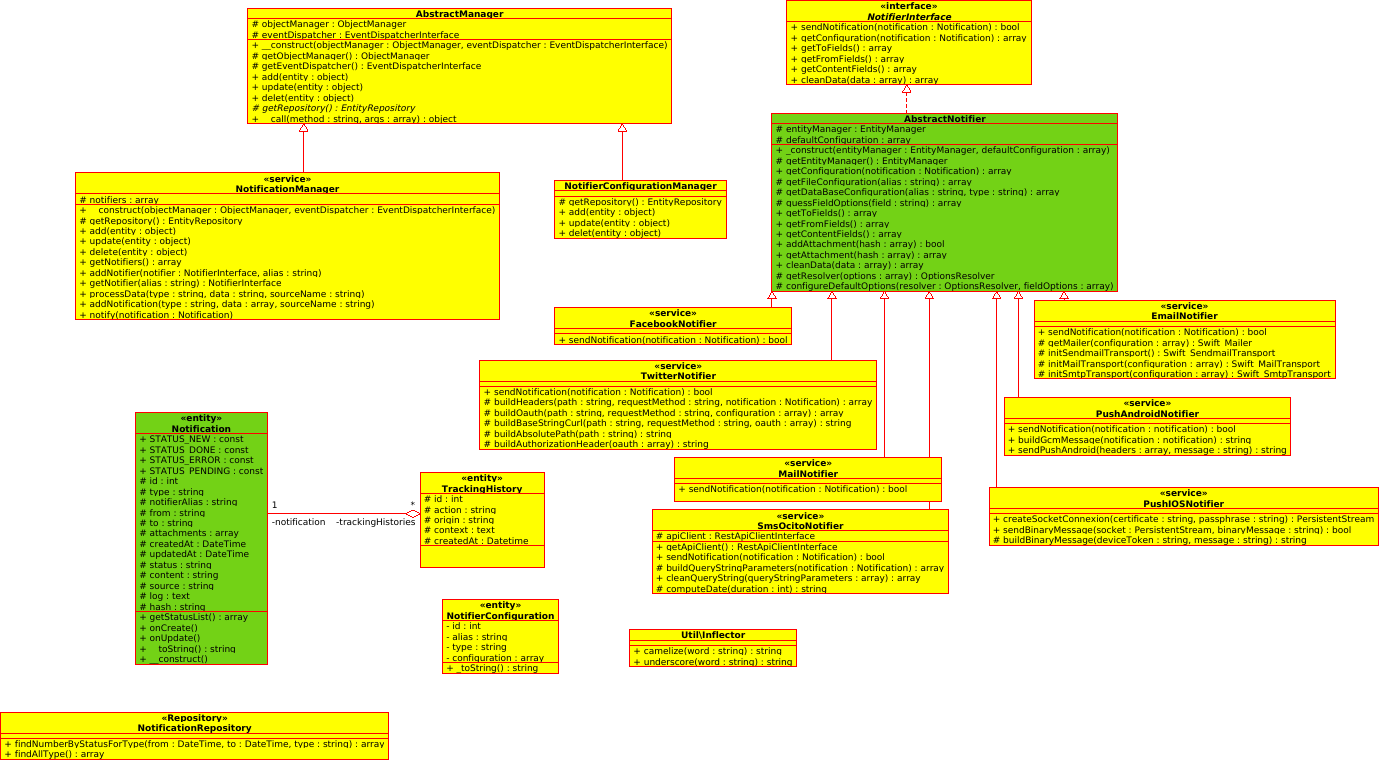 AbstractManager
# objectManager : ObjectManager
# eventDispatcher : EventDispatcherInterface
+ __construct(objectManager : ObjectManager, eventDispatcher : EventDispatcherInterface)
# getObjectManager() : ObjectManager
# getEventDispatcher() : EventDispatcherInterface
+ add(entity : object)
+ update(entity : object)
+ delet(entity : object)
# getRepository() : EntityRepository
+ __call(method : string, args : array) : object
«interface»
NotifierInterface
+ sendNotification(notification : Notification) : bool
+ getConfiguration(notification : Notification) : array
+ getToFields() : array
+ getFromFields() : array
+ getContentFields() : array
+ cleanData(data : array) : array
AbstractNotifier
# entityManager : EntityManager
# defaultConfiguration : array
+ _construct(entityManager : EntityManager, defaultConfiguration : array)
# getEntityManager() : EntityManager
+ getConfiguration(notification : Notification) : array
# getFileConfiguration(alias : string) : array
# getDataBaseConfiguration(alias : string, type : string) : array
# guessFieldOptions(field : string) : array
+ getToFields() : array
+ getFromFields() : array
+ getContentFields() : array
+ addAttachment(hash : array) : bool
+ getAttachment(hash : array) : array
+ cleanData(data : array) : array
# getResolver(options : array) : OptionsResolver
# configureDefaultOptions(resolver : OptionsResolver, fieldOptions : array)
«service»
NotificationManager
# notifiers : array
+ __construct(objectManager : ObjectManager, eventDispatcher : EventDispatcherInterface)
# getRepository() : EntityRepository
+ add(entity : object)
+ update(entity : object)
+ delete(entity : object)
+ getNotifiers() : array
+ addNotifier(notifier : NotifierInterface, alias : string)
+ getNotifier(alias : string) : NotifierInterface
+ processData(type : string, data : string, sourceName : string)
+ addNotification(type : string, data : array, sourceName : string)
+ notify(notification : Notification)
NotifierConfigurationManager
# getRepository() : EntityRepository
+ add(entity : object)
+ update(entity : object)
+ delet(entity : object)
«service»
FacebookNotifier
+ sendNotification(notification : Notification) : bool
«service»
EmailNotifier
+ sendNotification(notification : Notification) : bool
# getMailer(configuration : array) : Swift_Mailer
# initSendmailTransport() : Swift_SendmailTransport
# initMailTransport(configuration : array) : Swift_MailTransport
# initSmtpTransport(configuration : array) : Swift_SmtpTransport
«service»
TwitterNotifier
+ sendNotification(notification : Notification) : bool
# buildHeaders(path : string, requestMethod : string, notification : Notification) : array
# buildOauth(path : string, requestMethod : string, configuration : array) : array
# buildBaseStringCurl(path : string, requestMethod : string, oauth : array) : string
# buildAbsolutePath(path : string) : string
# buildAuthorizationHeader(oauth : array) : string
«service»
PushAndroidNotifier
+ sendNotification(notification : notification) : bool
+ buildGcmMessage(notification : notification) : string
+ sendPushAndroid(headers : array, message : string) : string
«entity»
Notification
+ STATUS_NEW : const
+ STATUS_DONE : const
+ STATUS_ERROR : const
+ STATUS_PENDING : const
# id : int
# type : string
# notifierAlias : string
# from : string
# to : string
# attachments : array
# createdAt : DateTime
# updatedAt : DateTime
# status : string
# content : string
# source : string
# log : text
# hash : string
+ getStatusList() : array
+ onCreate()
+ onUpdate()
+ __toString() : string
+ __construct()
1
*
-notification
-trackingHistories
«entity»
TrackingHistory
# id : int
# action : string
# origin : string
# context : text
# createdAt : Datetime
«service»
MailNotifier
+ sendNotification(notification : Notification) : bool
«service»
PushIOSNotifier
+ createSocketConnexion(certificate : string, passphrase : string) : PersistentStream
+ sendBinaryMessage(socket : PersistentStream, binaryMessage : string) : bool
# buildBinaryMessage(deviceToken : string, message : string) : string
«service»
SmsOcitoNotifier
# apiClient : RestApiClientInterface
+ getApiClient() : RestApiClientInterface
+ sendNotification(notification : Notification) : bool
# buildQueryStringParameters(notification : Notification) : array
+ cleanQueryString(queryStringParameters : array) : array
# computeDate(duration : int) : string
«entity»
NotifierConfiguration
- id : int
- alias : string
- type : string
- configuration : array
+ _toString() : string
Util\Inflector
+ camelize(word : string) : string
+ underscore(word : string) : string
«Repository»
NotificationRepository
+ findNumberByStatusForType(from : DateTime, to : DateTime, type : string) : array
+ findAllType() : array